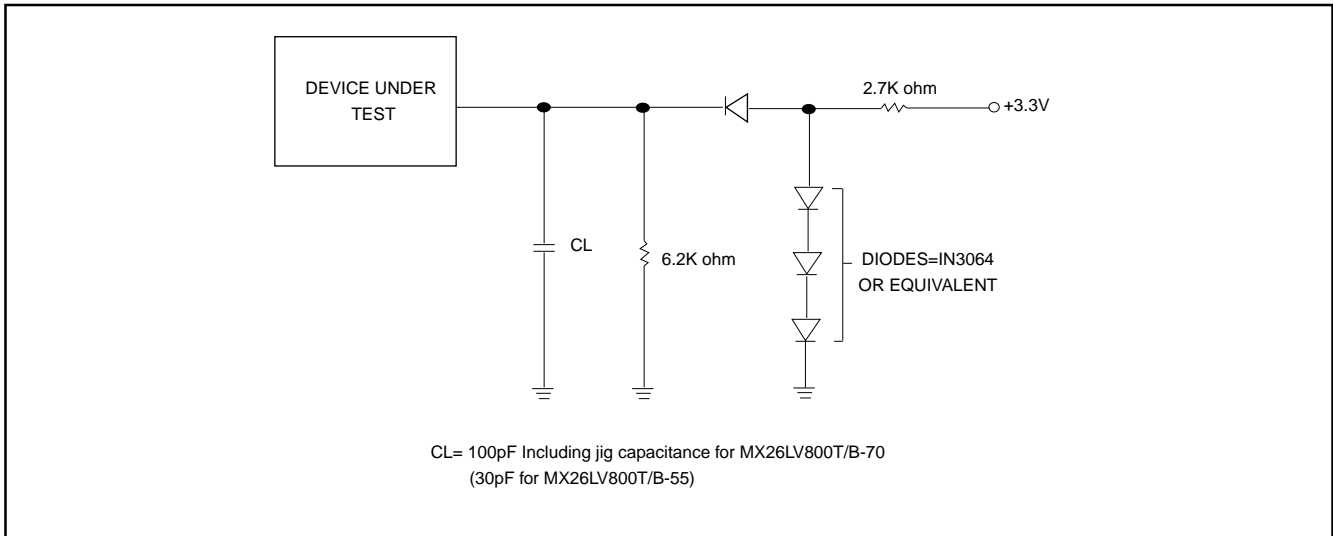 DEVICE UNDER
TEST
2.7K ohm
+3.3V
CL
6.2K ohm
DIODES=IN3064
OR EQUIVALENT
CL= 100pF Including jig capacitance for MX26LV800T/B-70
(30pF for MX26LV800T/B-55)